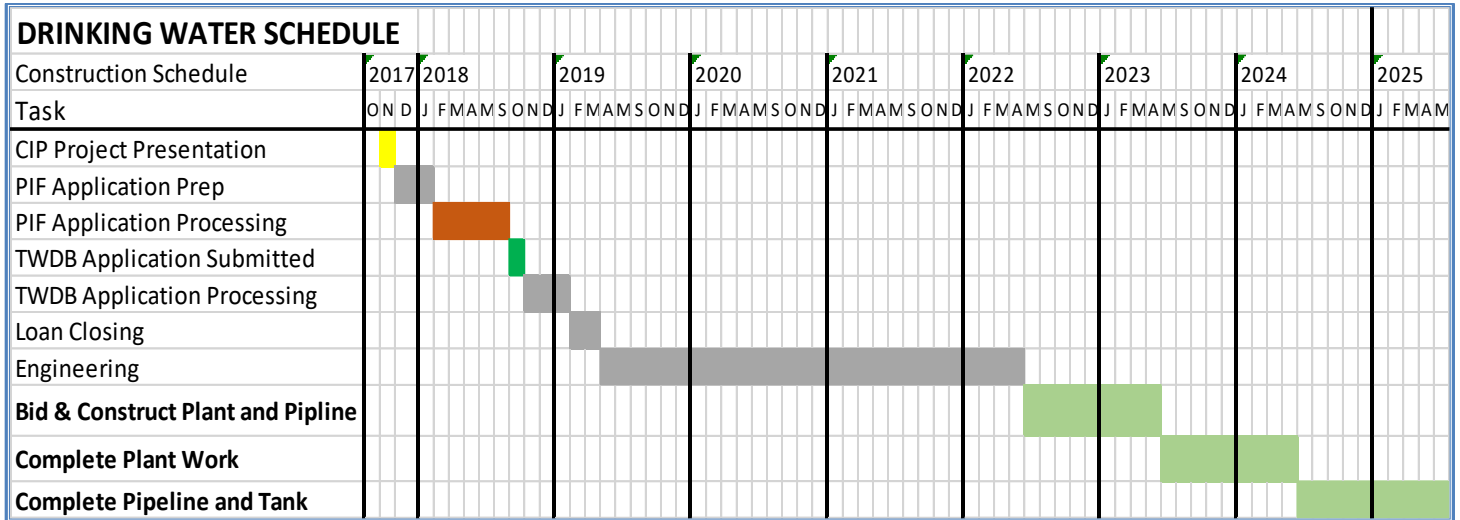 DRINKING WATER SCHEDULE
Construction Schedule 2017 2018 2019 2020 2021 2022 2023 2024 2025
Task O N D J F M A M S O N D J F M A M S O N D J F M A M S O N D J F M A M S O N D J F M A M S O N D J F M A M S O N D J F M A M S O N D J F M A M
CIP Project Presentation
PIF Application Prep
PIF Application Processing
TWDB Application Submitted
TWDB Application Processing
Loan Closing
Engineering
Bid & Construct Plant and Pipline
Complete Plant Work
Complete Pipeline and Tank